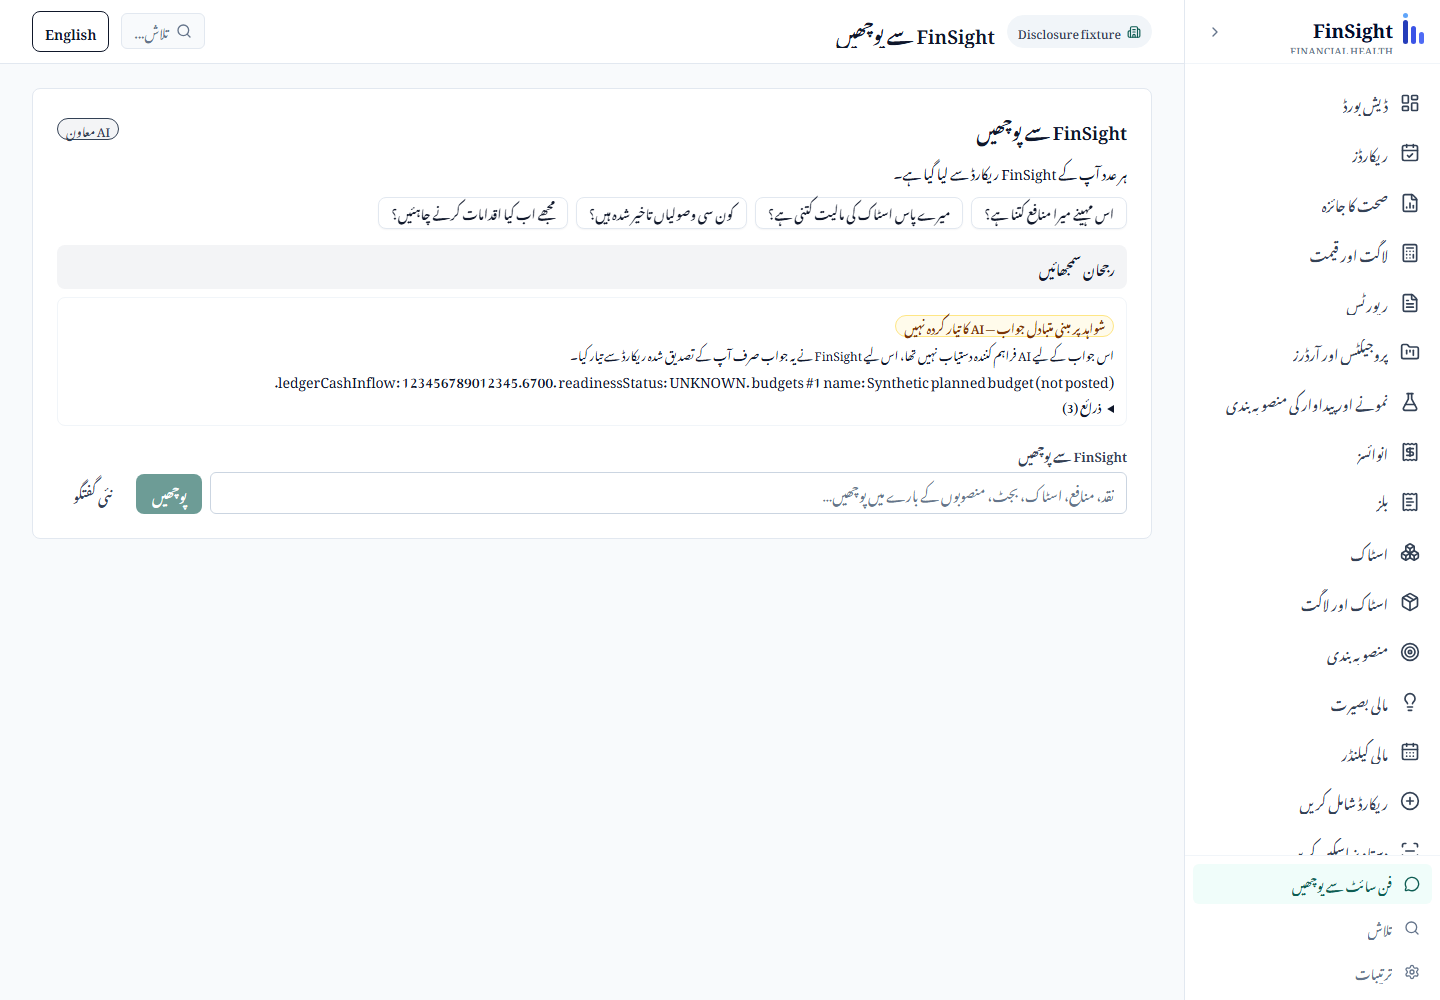 FinSight
FINANCIAL HEALTH
ڈیش بورڈ
ریکارڈز
صحت کا جائزہ
لاگت اور قیمت
رپورٹس
پروجیکٹس اور آرڈرز
نمونے اور پیداوار کی منصوبہ بندی
انوائسز
بلز
اسٹاک
اسٹاک اور لاگت
منصوبہ بندی
مالی بصیرت
مالی کیلنڈر
ریکارڈ شامل کریں
فن سائٹ سے پوچھیں
تلاش
ترتیبات
Disclosure fixture
FinSight سے پوچھیں
تلاش...
English
FinSight سے پوچھیں
AI معاون
ہر عدد آپ کے FinSight ریکارڈ سے لیا گیا ہے۔
اس مہینے میرا منافع کتنا ہے؟
میرے پاس اسٹاک کی مالیت کتنی ہے؟
کون سی وصولیاں تاخیر شدہ ہیں؟
مجھے اب کیا اقدامات کرنے چاہئیں؟
رجحان سمجھائیں
شواہد پر مبنی متبادل جواب — AI کا تیار کردہ نہیں
اس جواب کے لیے AI فراہم کنندہ دستیاب نہیں تھا، اس لیے FinSight نے یہ جواب صرف آپ کے تصدیق شدہ ریکارڈ سے تیار کیا۔
ledgerCashInflow: 123456789012345.6700. readinessStatus: UNKNOWN. budgets #1 name: Synthetic planned budget (not posted).
ذرائع (3)
FinSight سے پوچھیں
نقد، منافع، اسٹاک، بجٹ، منصوبوں کے بارے میں پوچھیں...
پوچھیں
نئی گفتگو